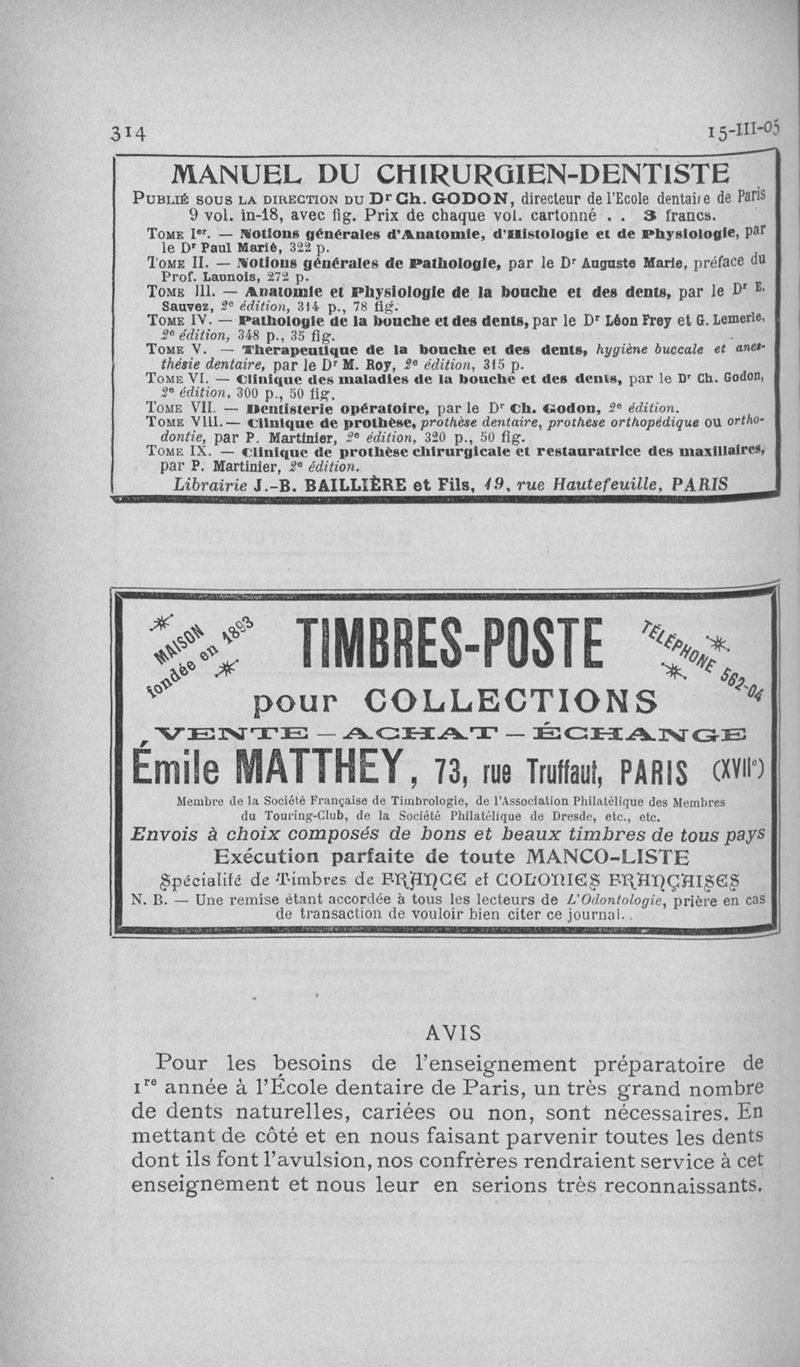 314
15-III-05
MANUEL DU CHIRURGIEN-DENTISTE
PUBLIÉ SOUS LA DIRECTION DU Dr Ch. GODON, directeur de l'Ecole dentaire de Paris
9 vol. in-18, avec fig. Prix de chaque vol. cartonné . . 3 francs.
TOME Ier. — Notions générales d'Anatomie, d'Histologie et de Physiologie, par
le Dr Paul Marié, 322 p.
TOME II. — Notions générales de Pathologie, par le Dr Auguste Marie, préface du
Prof. Launois, 272 p.
TOME III. — Anatomie et Physiologie de la bouche et des dents, par le Dr E.
Sauvez, 2e édition, 314 p., 78 fig.
TOME IV. — Pathologie de la bouche et des dents, par le Dr Léon Frey et G. Lemerle,
2e édition, 348 p., 35 fig.
TOME V. — Thérapeutique de la bouche et des dents, hygiène buccale et anes-
thésie dentaire, par le Dr M. Roy, 2e édition, 315 p.
TOME VI. — Clinique des maladies de la bouche et des dents, par le Dr Ch. Godon,
2e édition, 300 p., 50 fig.
TOME VII. — Dentisterie opératoire, par le Dr Ch. Godon, 2e édition.
TOME VIII. — Clinique de prothèse, prothèse dentaire, prothèse orthopédique ou ortho-
dontie, par P. Martinier, 2e édition, 320 p., 50 fig.
TOME IX. — Clinique de prothèse chirurgicale et restauratrice des maxillaires,
par P. Martinier, 2e édition.
Librairie J.-B. BAILLIÈRE et Fils, 19, rue Hautefeuille, PARIS
MAISON
fondée en 1893
TIMBRES-POSTE
TÉLÉPHONE 562-04
pour COLLECTIONS
VENTE — ACHAT — ÉCHANGE
Émile MATTHEY, 73, rue Truffaut, PARIS (XVIIe)
Membre de la Société Française de Timbrologie, de l'Association Philatélique des Membres
du Touring-Club, de la Société Philatélique de Dresde, etc., etc.
Envois à choix composés de bons et beaux timbres de tous pays
Exécution parfaite de toute MANCO-LISTE
Spécialité de Timbres de FRANCE et COLONIES FRANÇAISES
N. B. — Une remise étant accordée à tous les lecteurs de L'Odontologie, prière en cas
de transaction de vouloir bien citer ce journal.
AVIS
Pour les besoins de l'enseignement préparatoire de
1re année à l'École dentaire de Paris, un très grand nombre
de dents naturelles, cariées ou non, sont nécessaires. En
mettant de côté et en nous faisant parvenir toutes les dents
dont ils font l'avulsion, nos confrères rendraient service à cet
enseignement et nous leur en serions très reconnaissants.